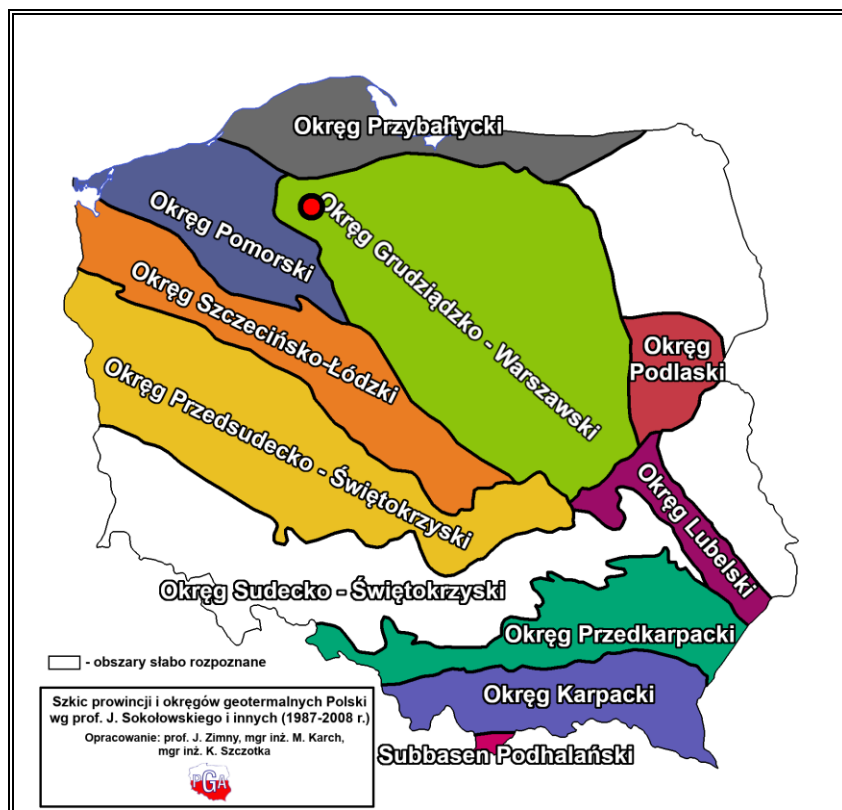 Okręg Przybałtycki
Okręg Pomorski
Okręg Grudziądzko - Warszawski
Okręg Szczecińsko-Łódzki
Okręg Przedsudecko - Świętokrzyski
Okręg
Podlaski
Okręg Lubelski
Okręg Sudecko - Świętokrzyski
Okręg Przedkarpacki
Okręg Karpacki
Subbasen Podhalański
- obszary słabo rozpoznane
Szkic prowincji i okręgów geotermalnych Polski
wg prof. J. Sokołowskiego i innych (1987-2008 r.)
Opracowanie: prof. J. Zimny, mgr inż. M. Karch,
mgr inż. K. Szczotka
PGA